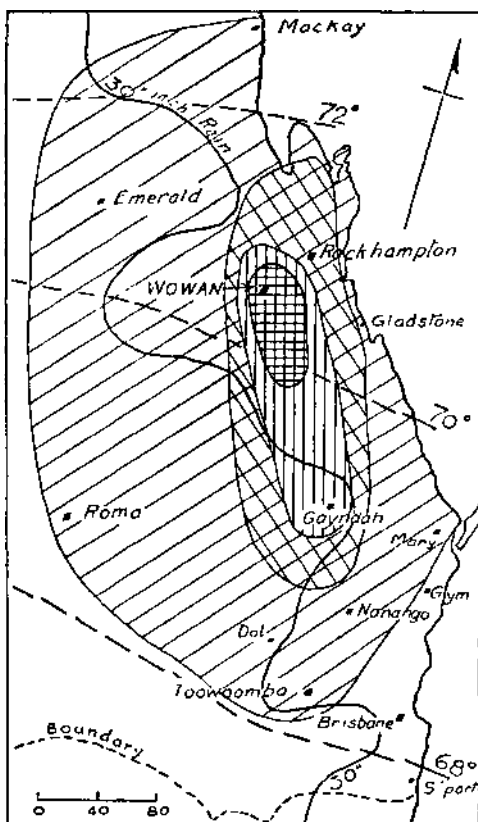 Mackay
30 inch Rain
72°
Emerald
Rockhampton
WOWAN
Gladstone
70°
Roma
Gayndah
Mary
Gym
Nanango
Dal
Toowoomba
Brisbane
Boundary
68°
S'port
0 40 80